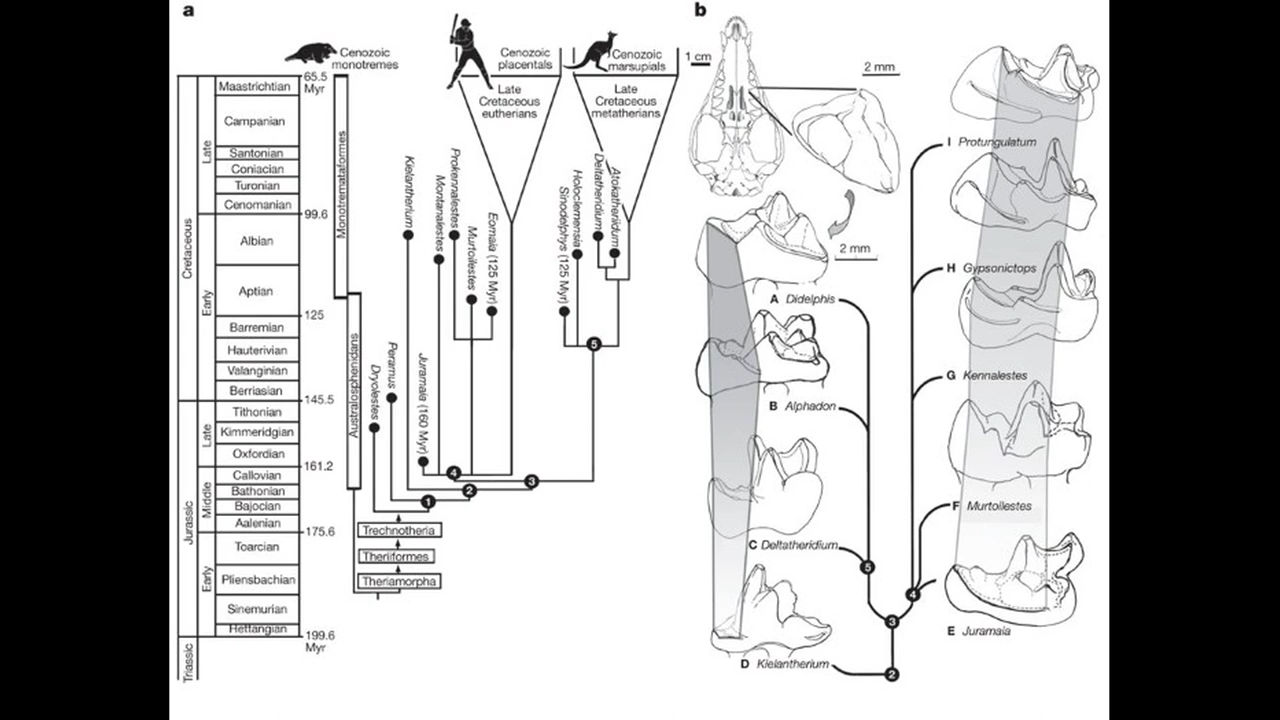 a
Cenozoic
monotremes
Cenozoic
placentals
Cenozoic
marsupials
Late
Cretaceous
eutherians
Late
Cretaceous
metatherians
65.5
Myr
99.6
125
145.5
161.2
175.6
199.6
Myr
Cretaceous
Jurassic
Triassic
Late
Early
Late
Middle
Early
Maastrichtian
Campanian
Santonian
Coniacian
Turonian
Cenomanian
Albian
Aptian
Barremian
Hauterivian
Valanginian
Berriasian
Tithonian
Kimmeridgian
Oxfordian
Callovian
Bathonian
Bajocian
Aalenian
Toarcian
Pliensbachian
Sinemurian
Hettangian
Monotremataformes
Australosphenidans
Dryolestes
Peramus
Kielantherium
Juramaia (160 Myr)
Montanalestes
Prokennalestes
Murtoilestes
Eomaia (125 Myr)
Sinodelphys (125 Myr)
Holoclemensia
Deltatheridium
Atokatheridium
1
2
3
4
5
Trechnotheria
Theriiformes
Theriamorpha
b
1 cm
2 mm
2 mm
A Didelphis
B Alphadon
C Deltatheridium
D Kielantherium
I Protungulatum
H Gypsonictops
G Kennalestes
F Murtoilestes
E Juramaia
5
4
3
2